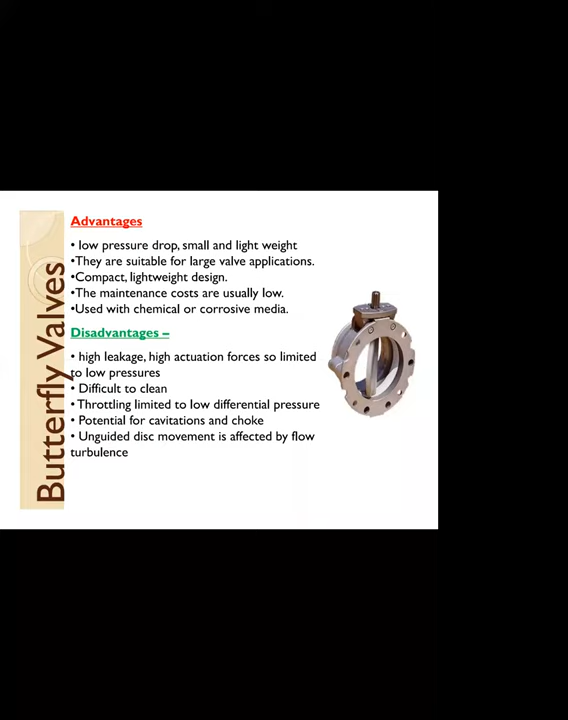 Butterfly Valves
Advantages
• low pressure drop, small and light weight
•They are suitable for large valve applications.
•Compact, lightweight design.
•The maintenance costs are usually low.
•Used with chemical or corrosive media.
Disadvantages –
• high leakage, high actuation forces so limited
to low pressures
• Difficult to clean
• Throttling limited to low differential pressure
• Potential for cavitations and choke
• Unguided disc movement is affected by flow
turbulence